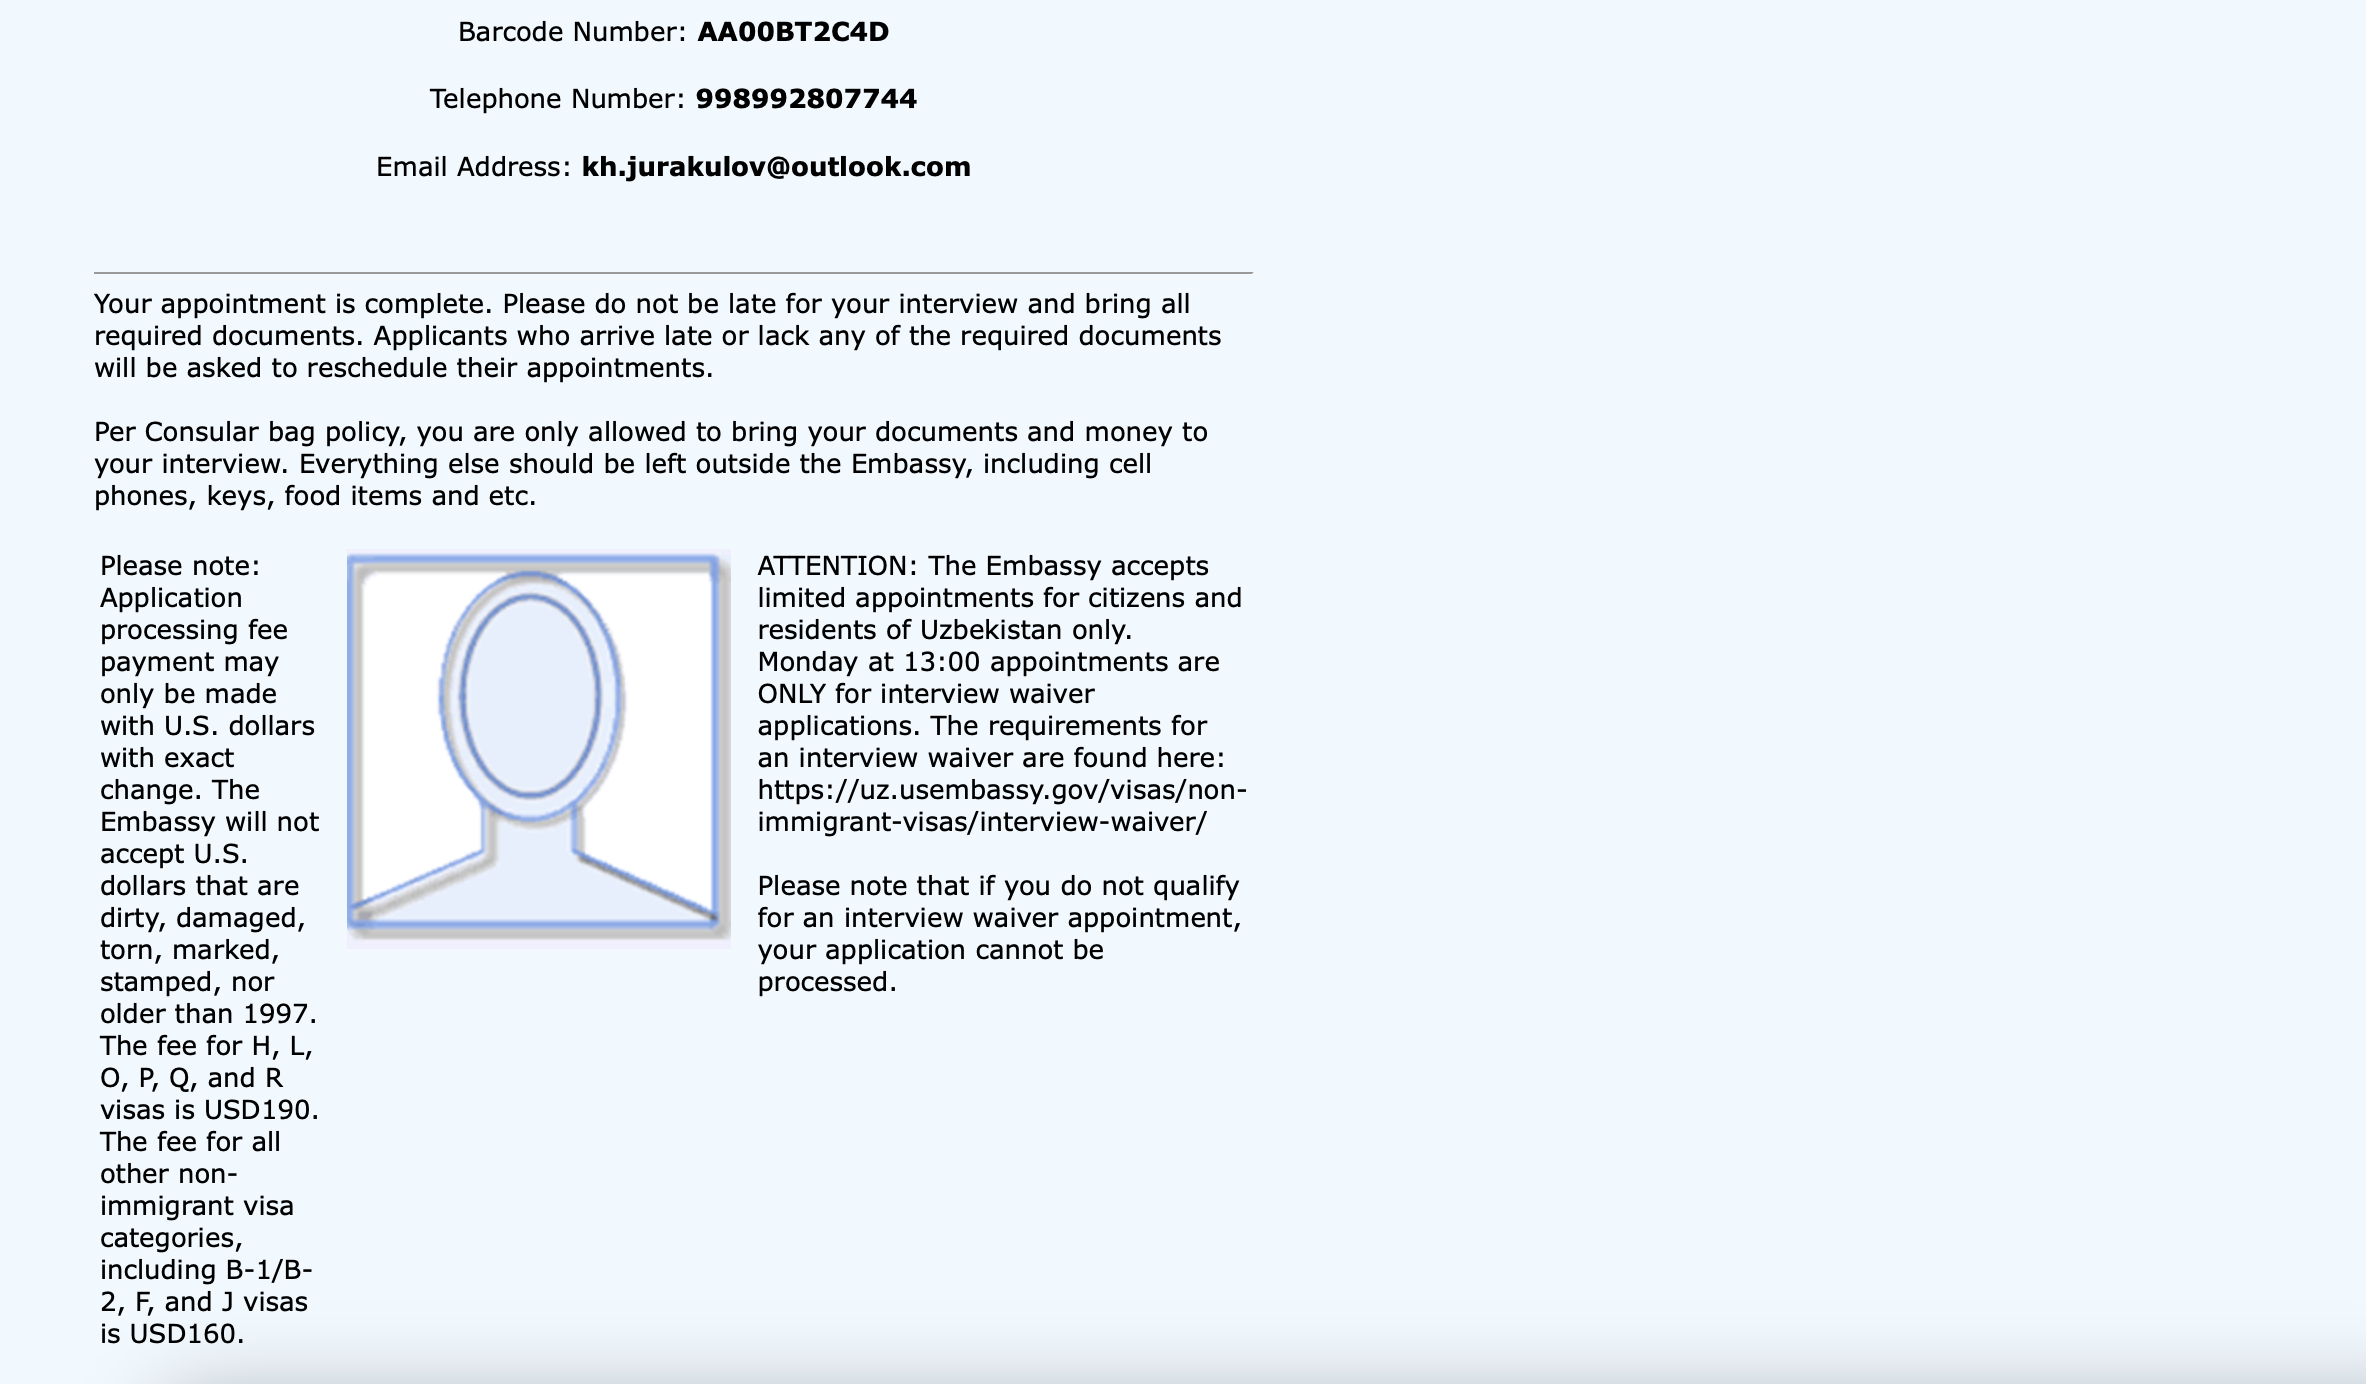 Barcode Number: AA00BT2C4D
Telephone Number: 998992807744
Email Address: kh.jurakulov@outlook.com
Your appointment is complete. Please do not be late for your interview and bring all
required documents. Applicants who arrive late or lack any of the required documents
will be asked to reschedule their appointments.
Per Consular bag policy, you are only allowed to bring your documents and money to
your interview. Everything else should be left outside the Embassy, including cell
phones, keys, food items and etc.
Please note:
Application
processing fee
payment may
only be made
with U.S. dollars
with exact
change. The
Embassy will not
accept U.S.
dollars that are
dirty, damaged,
torn, marked,
stamped, nor
older than 1997.
The fee for H, L,
O, P, Q, and R
visas is USD190.
The fee for all
other non-
immigrant visa
categories,
including B-1/B-
2, F, and J visas
is USD160.
ATTENTION: The Embassy accepts
limited appointments for citizens and
residents of Uzbekistan only.
Monday at 13:00 appointments are
ONLY for interview waiver
applications. The requirements for
an interview waiver are found here:
https://uz.usembassy.gov/visas/non-
immigrant-visas/interview-waiver/
Please note that if you do not qualify
for an interview waiver appointment,
your application cannot be
processed.